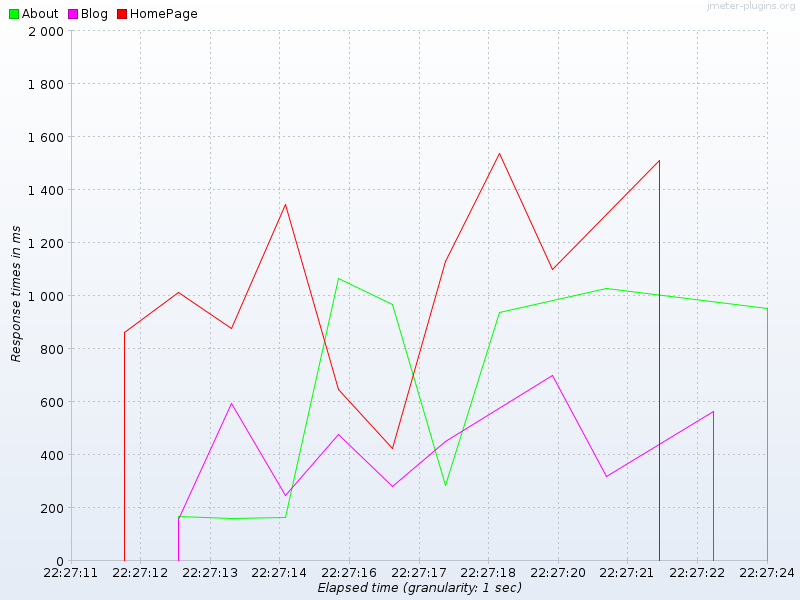 About Blog HomePage
jmeter-plugins.org
2 000
1 800
1 600
1 400
1 200
1 000
800
600
400
200
0
Response times in ms
22:27:11 22:27:12 22:27:13 22:27:14 22:27:16 22:27:17 22:27:18 22:27:20 22:27:21 22:27:22 22:27:24
Elapsed time (granularity: 1 sec)